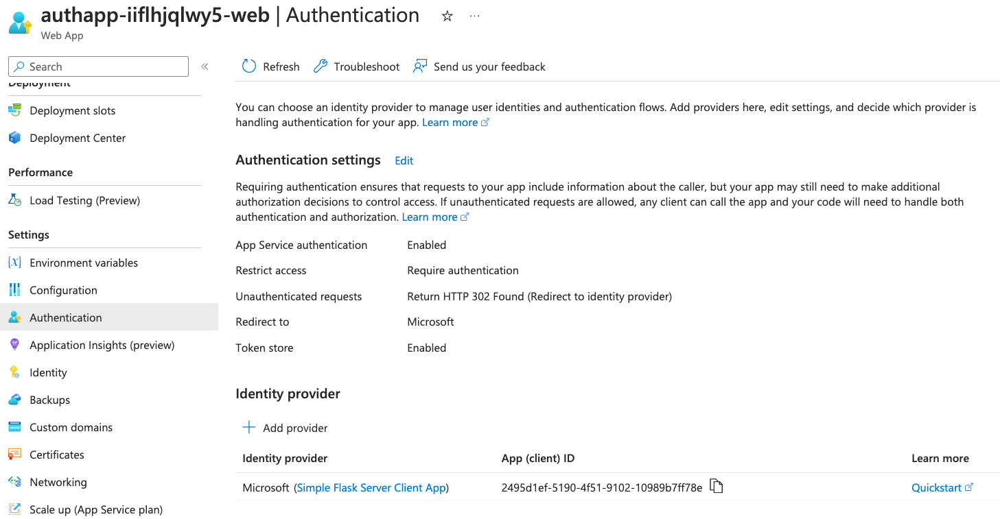 authapp-iiflhjqlwy5-web | Authentication
Web App
Search
Deployment
Deployment slots
Deployment Center
Performance
Load Testing (Preview)
Settings
Environment variables
Configuration
Authentication
Application Insights (preview)
Identity
Backups
Custom domains
Certificates
Networking
Scale up (App Service plan)
Refresh
Troubleshoot
Send us your feedback
You can choose an identity provider to manage user identities and authentication flows. Add providers here, edit settings, and decide which provider is
handling authentication for your app. Learn more
Authentication settings Edit
Requiring authentication ensures that requests to your app include information about the caller, but your app may still need to make additional
authorization decisions to control access. If unauthenticated requests are allowed, any client can call the app and your code will need to handle both
authentication and authorization. Learn more
App Service authentication Enabled
Restrict access Require authentication
Unauthenticated requests Return HTTP 302 Found (Redirect to identity provider)
Redirect to Microsoft
Token store Enabled
Identity provider
Add provider
Identity provider App (client) ID Learn more
Microsoft (Simple Flask Server Client App) 2495d1ef-5190-4f51-9102-10989b7ff78e Quickstart